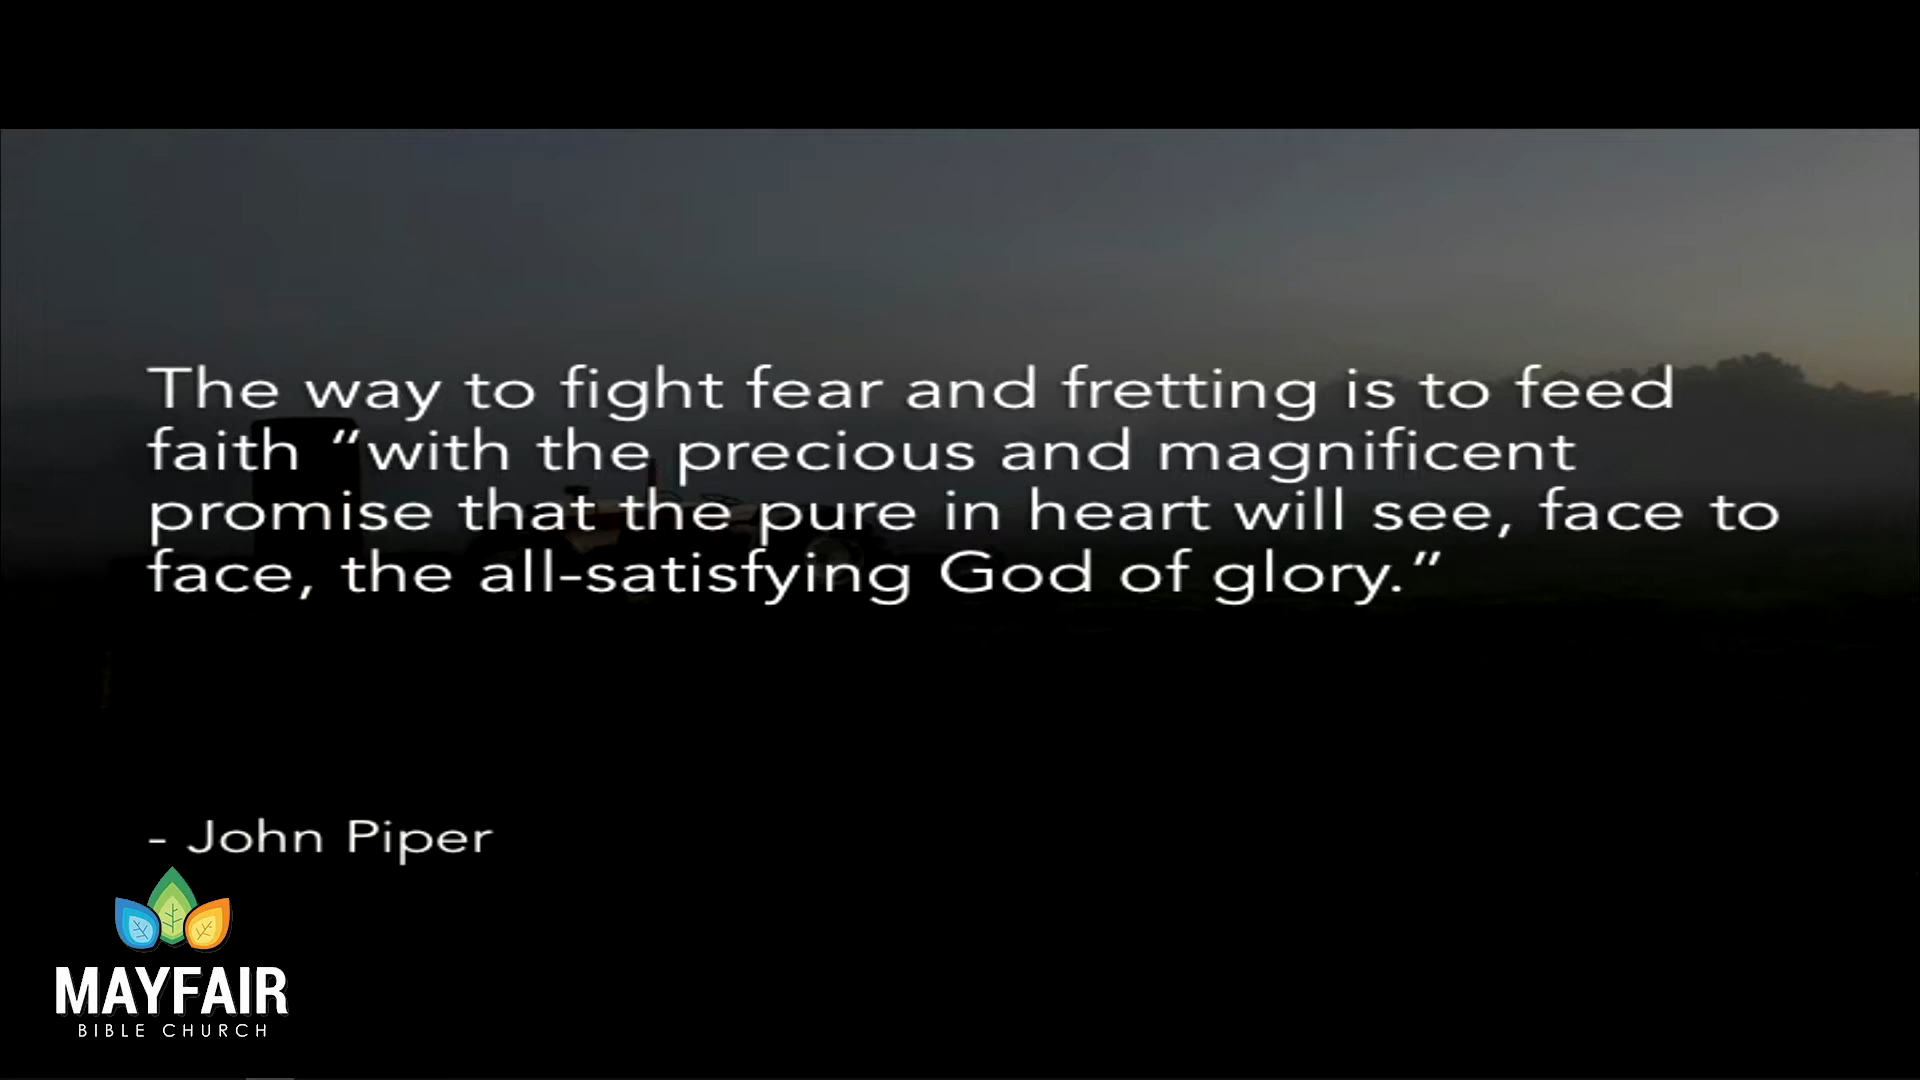 The way to fight fear and fretting is to feed
faith “with the precious and magnificent
promise that the pure in heart will see, face to
face, the all-satisfying God of glory.”
- John Piper
MAYFAIR
BIBLE CHURCH